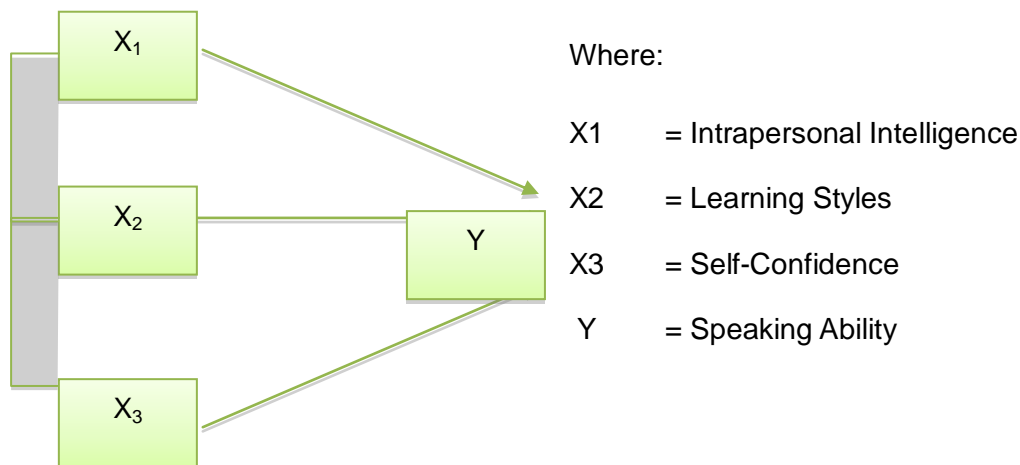 X₁
X₂
X₃
Y
Where:
X1 = Intrapersonal Intelligence
X2 = Learning Styles
X3 = Self-Confidence
Y = Speaking Ability